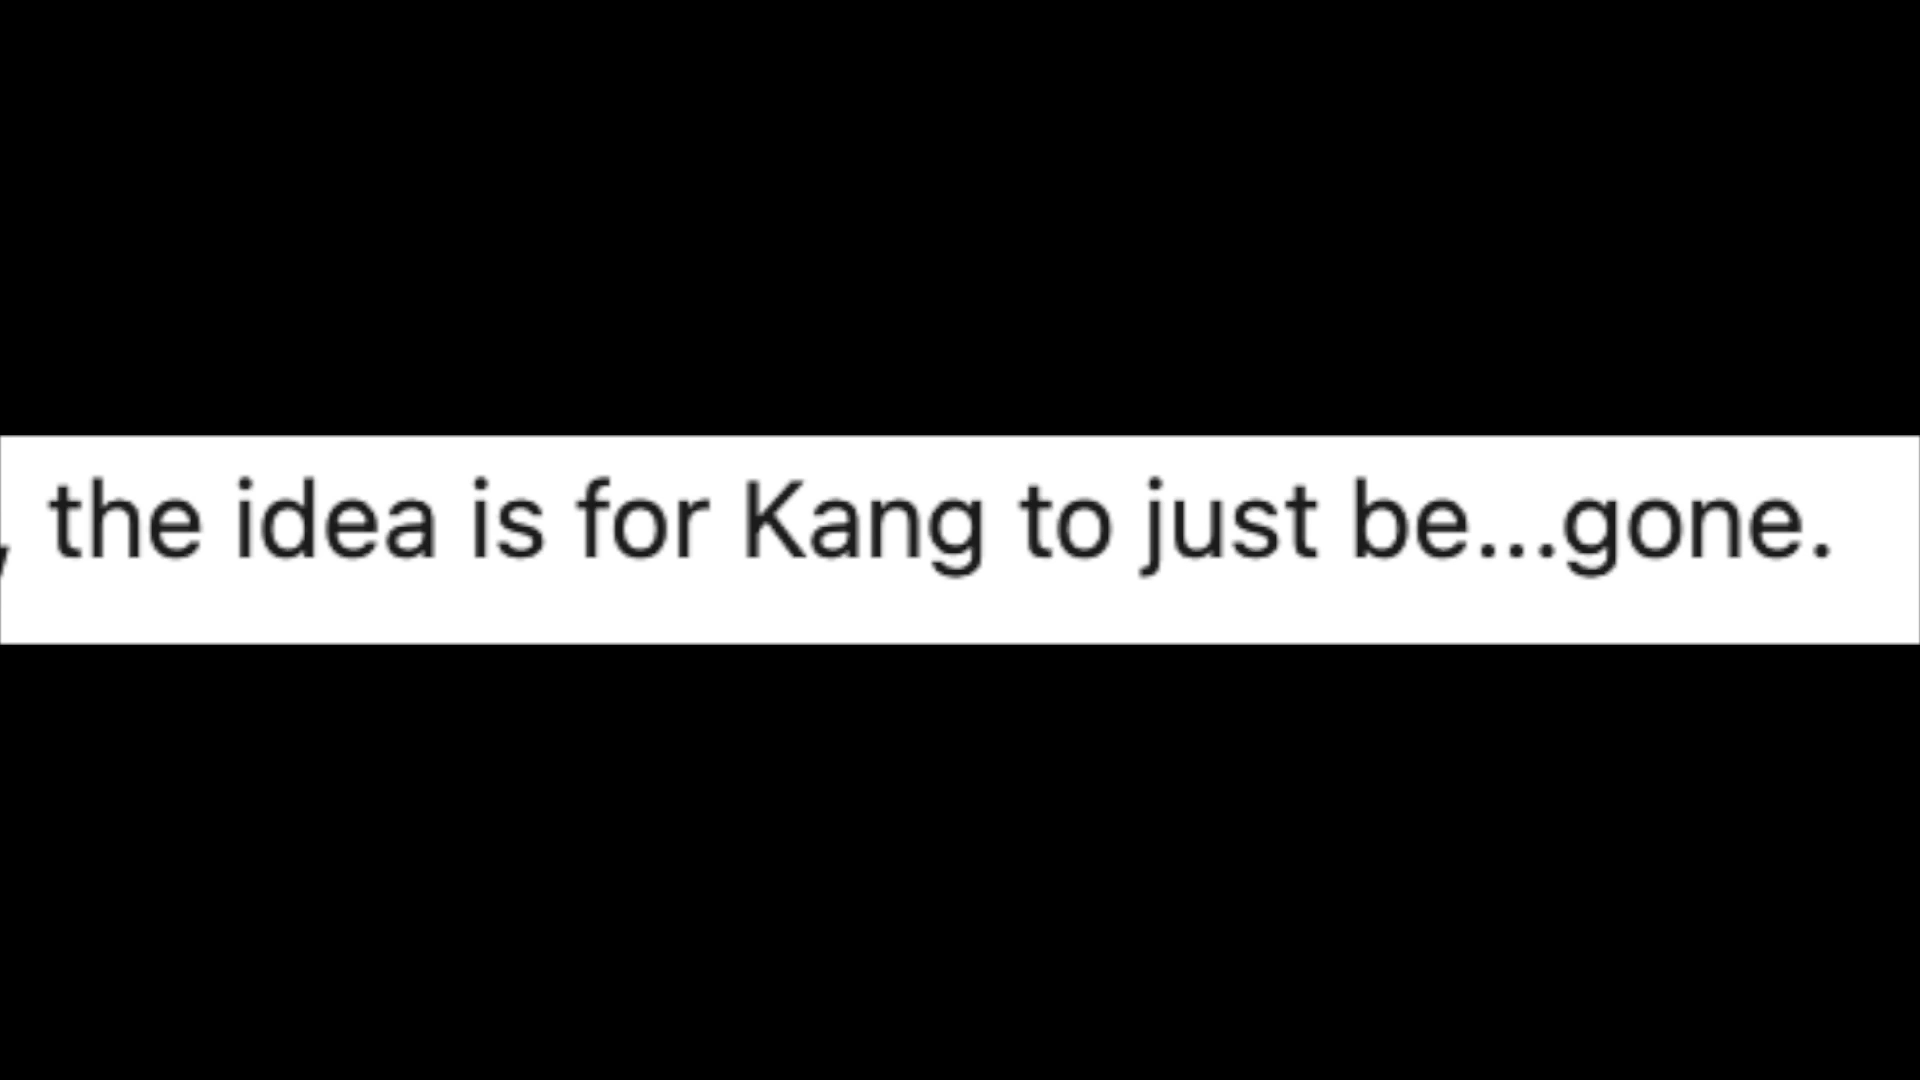 , the idea is for Kang to just be...gone.